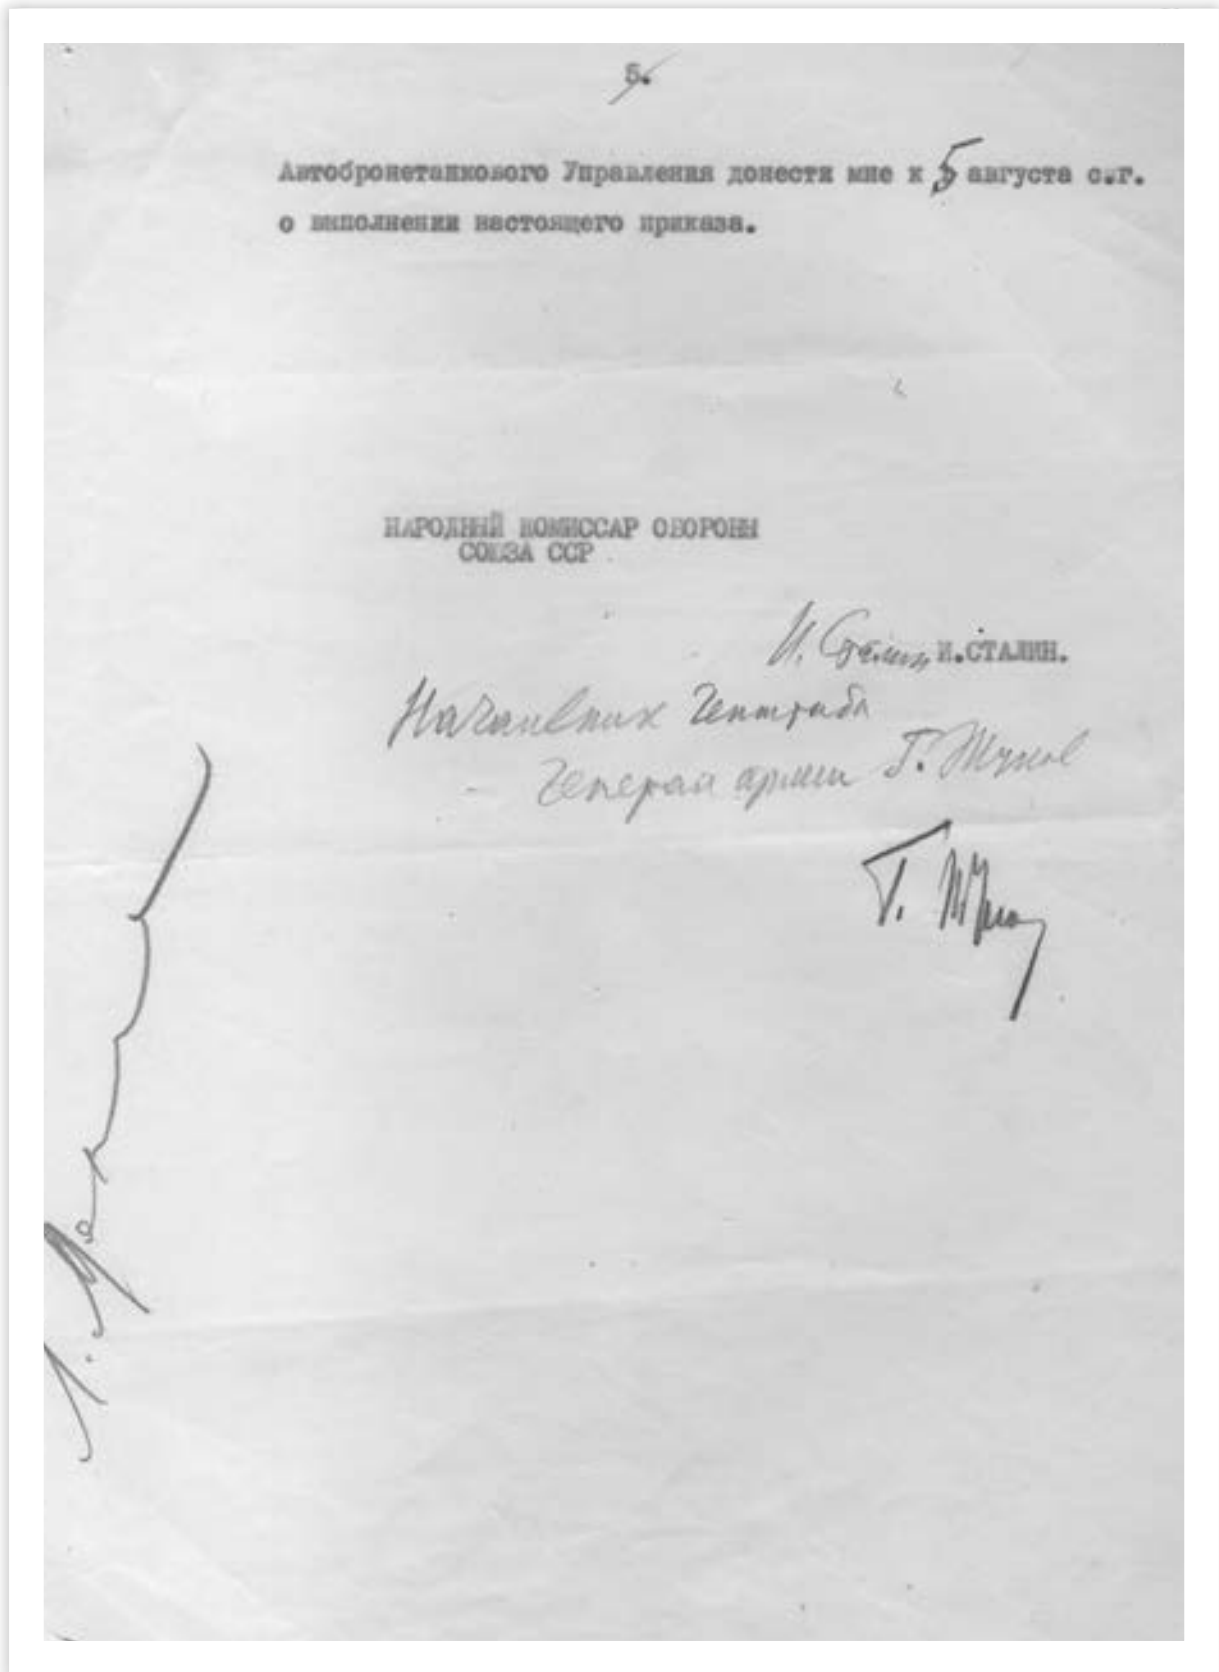 5.
Автобронетанкового Управления донести мне к 5 августа с.г.
о выполнении настоящего приказа.
НАРОДНЫЙ КОМИССАР ОБОРОНЫ
СОЮЗА ССР
И. Сталин И.СТАЛИН.
Начальник Генштаба
Генерал армии Г. Жуков
Г. Жуков